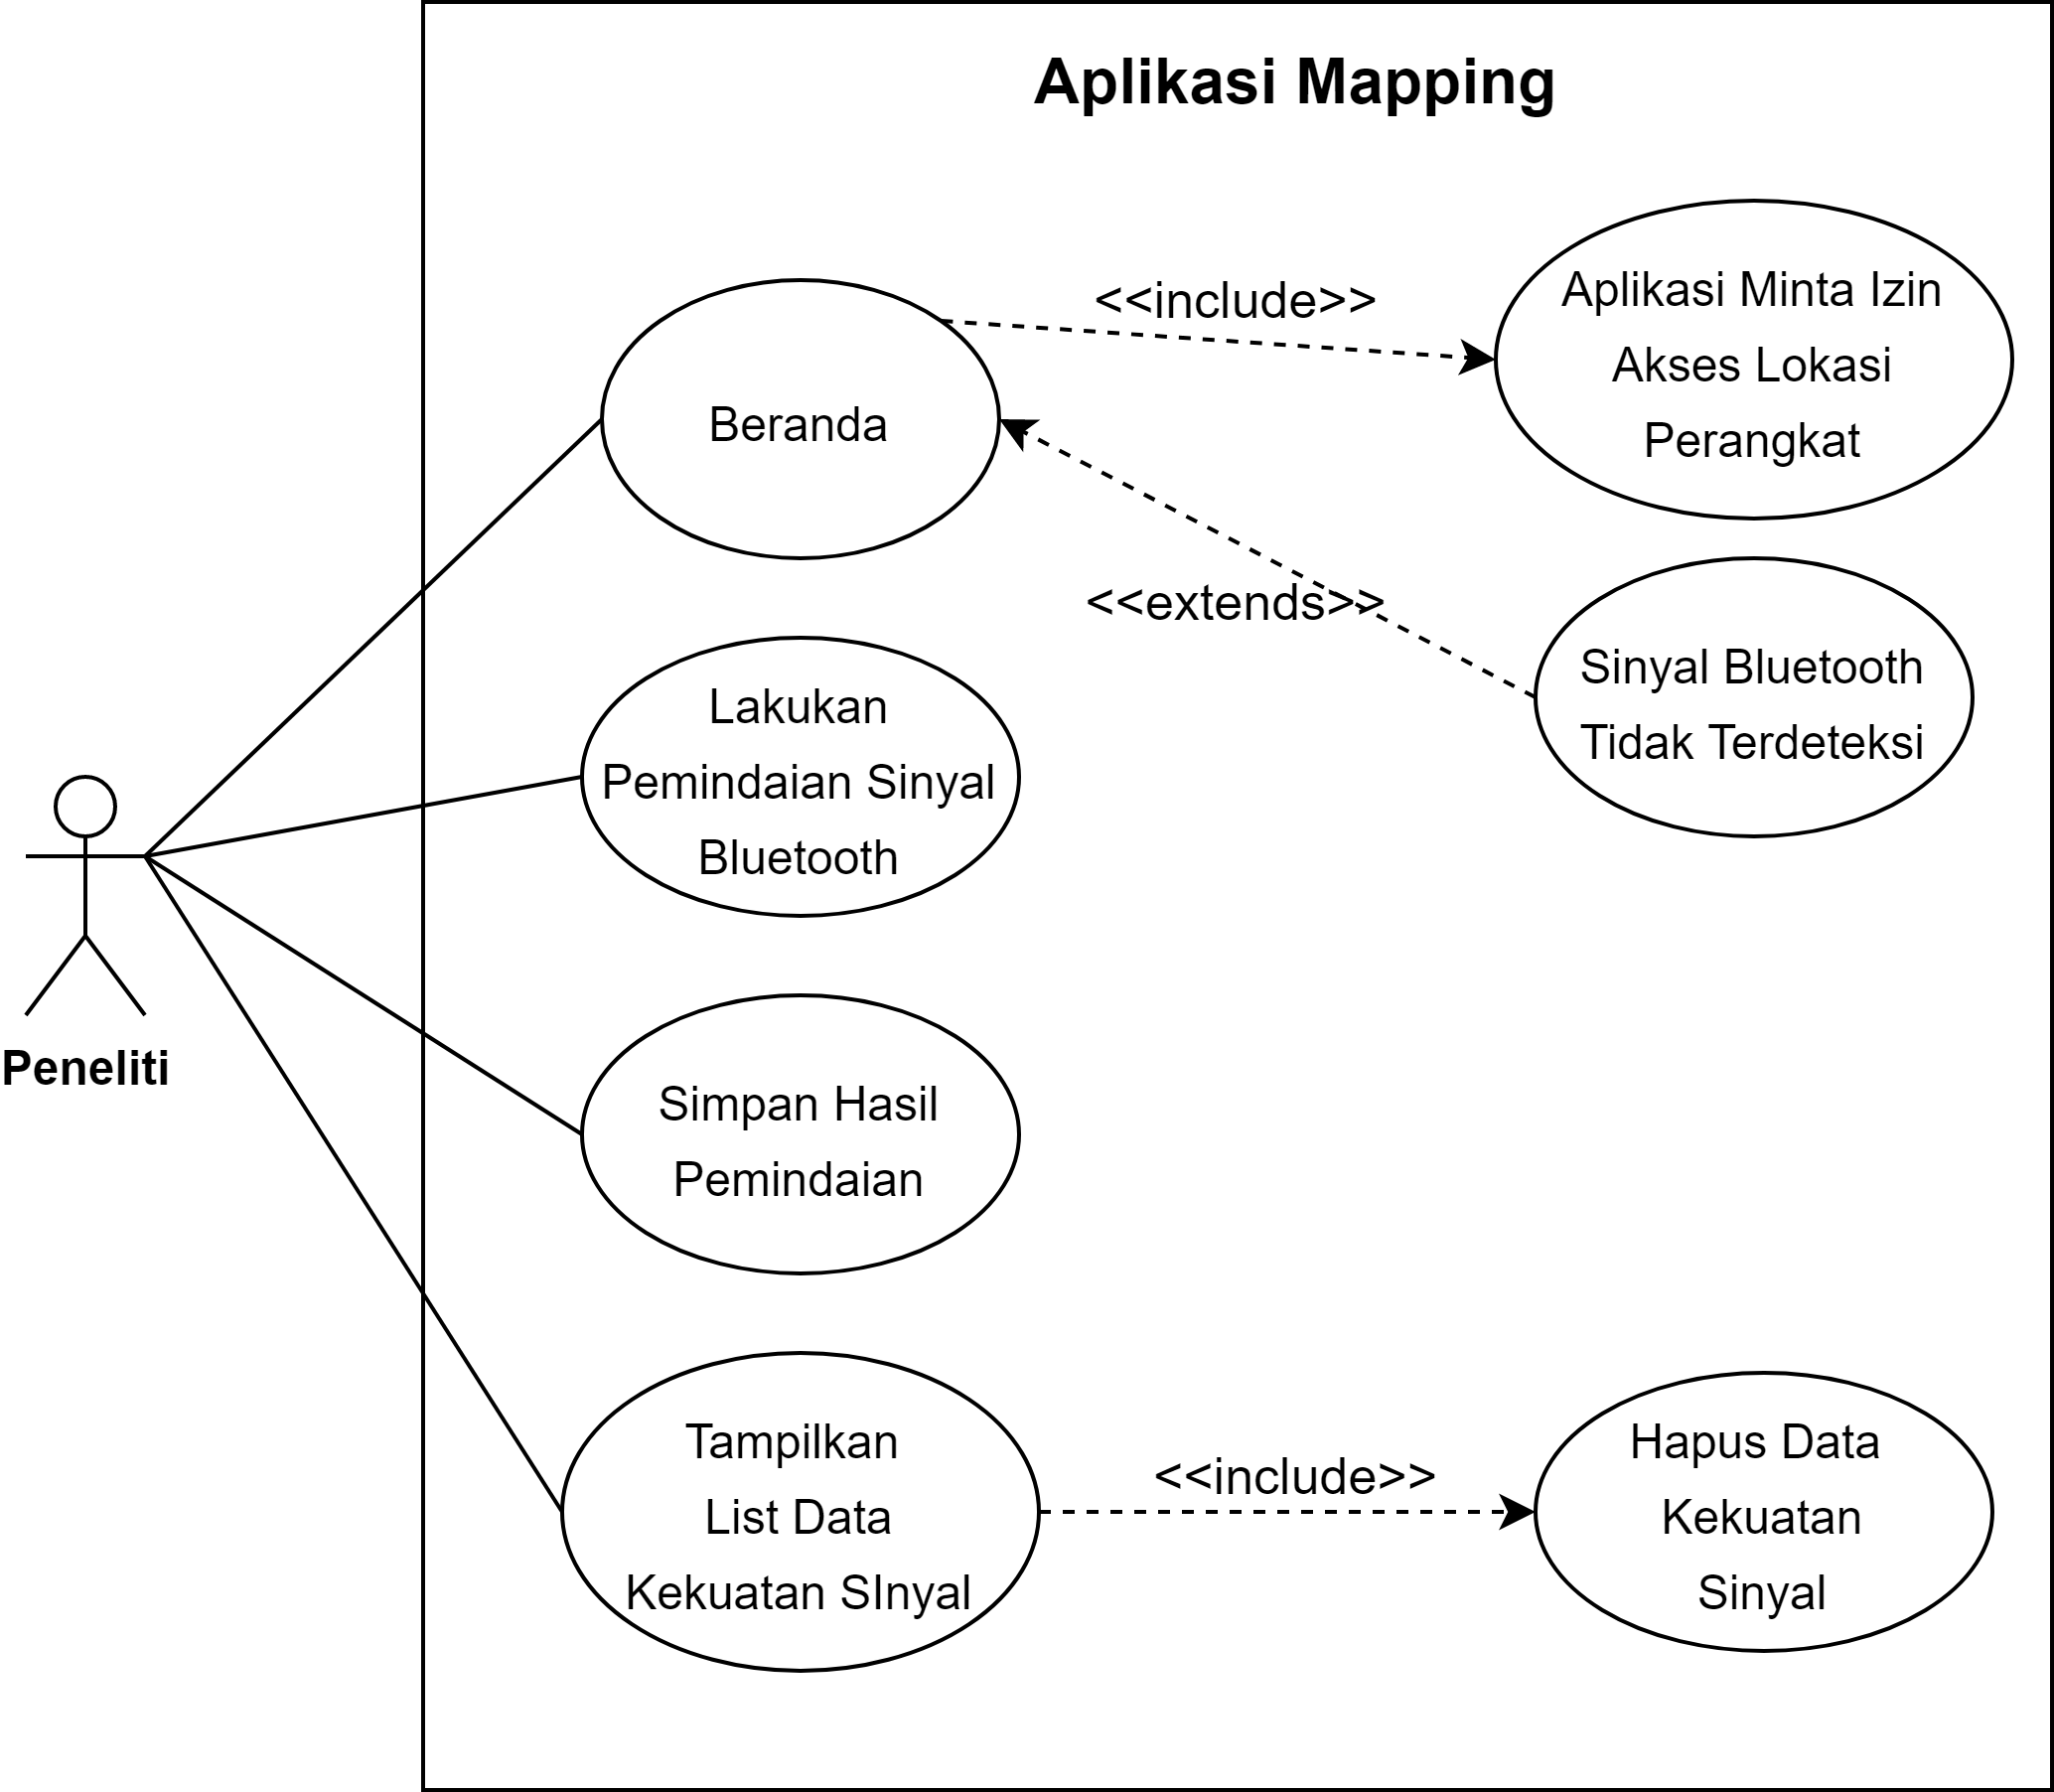 Aplikasi Mapping
<<include>>
Aplikasi Minta Izin
Akses Lokasi
Perangkat
Beranda
<<extends>>
Sinyal Bluetooth
Tidak Terdeteksi
Lakukan
Pemindaian Sinyal
Bluetooth
Peneliti
Simpan Hasil
Pemindaian
Tampilkan
List Data
Kekuatan SInyal
<<include>>
Hapus Data
Kekuatan
Sinyal